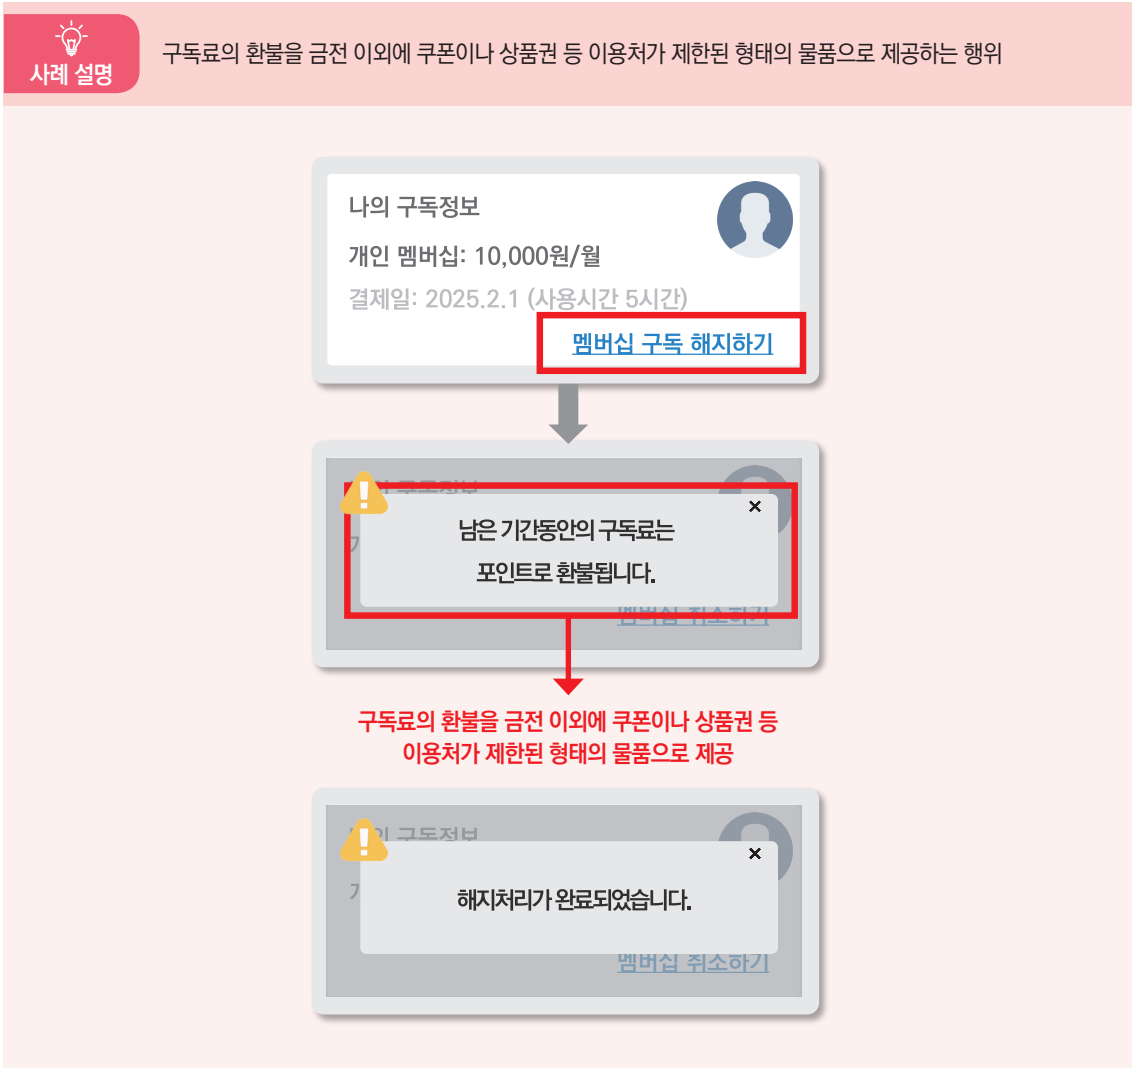 사례 설명
구독료의 환불을 금전 이외에 쿠폰이나 상품권 등 이용처가 제한된 형태의 물품으로 제공하는 행위
나의 구독정보
개인 멤버십: 10,000원/월
결제일: 2025.2.1 (사용시간 5시간)
멤버십 구독 해지하기
남은 기간동안의 구독료는
포인트로 환불됩니다.
멤버십 취소하기
구독료의 환불을 금전 이외에 쿠폰이나 상품권 등
이용처가 제한된 형태의 물품으로 제공
구독정보
해지처리가 완료되었습니다.
멤버십 취소하기